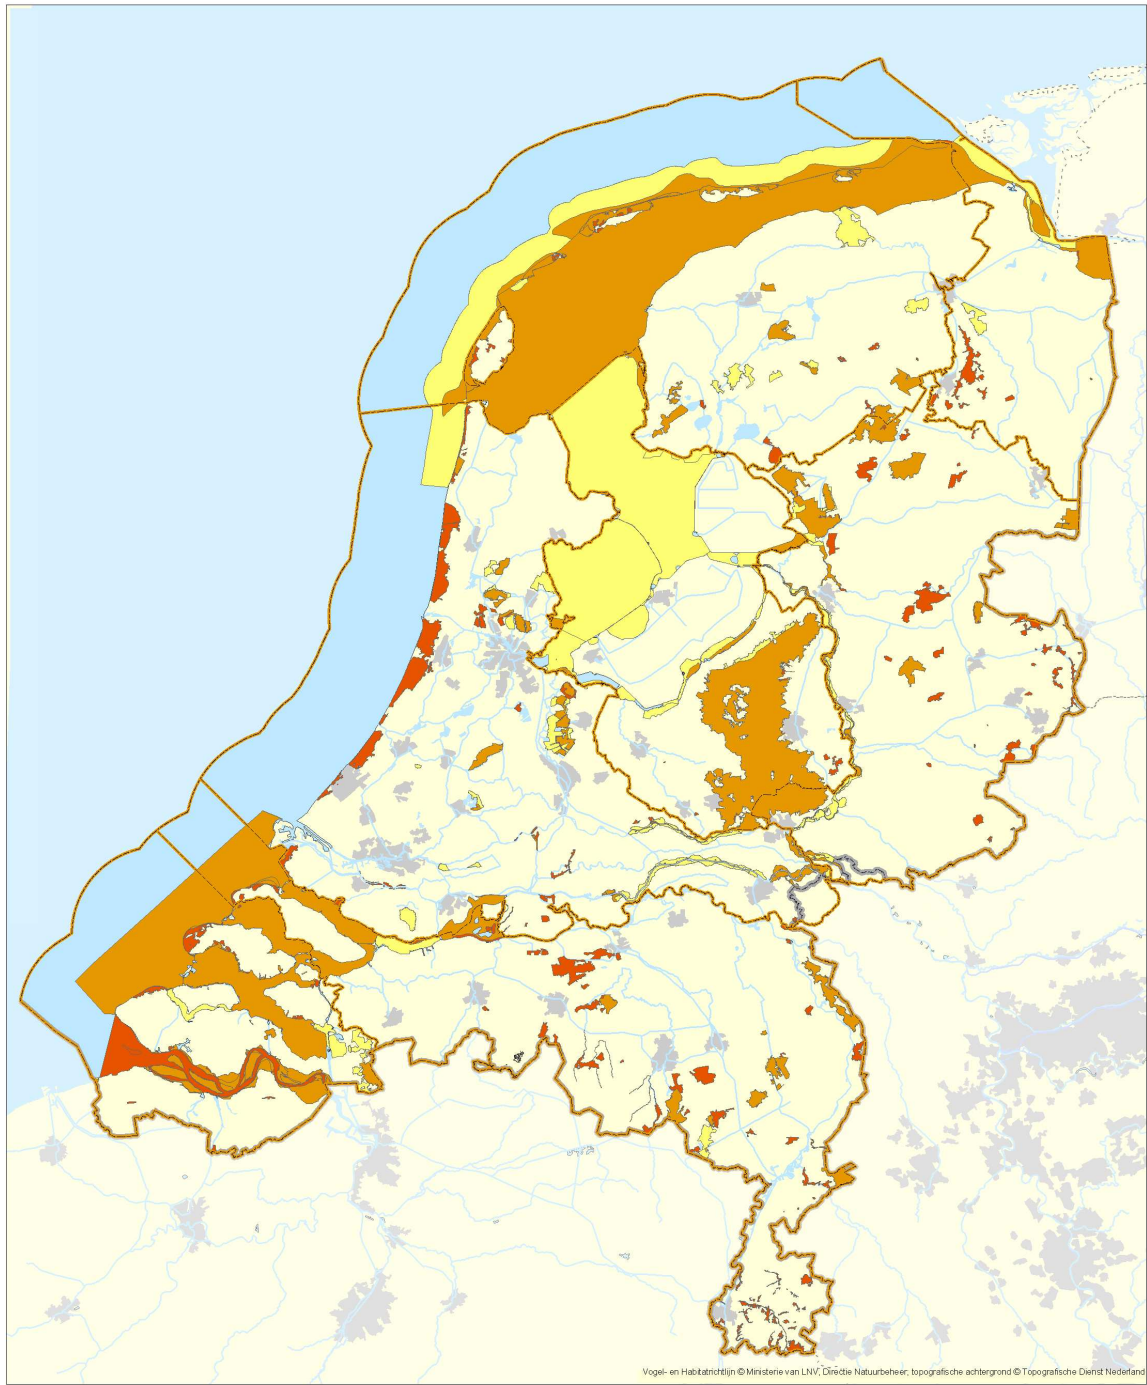 Vogel- en Habitatrichtlijn © Ministerie van LNV, Directie Natuurbeheer, topografische achtergrond © Topografische Dienst Nederland